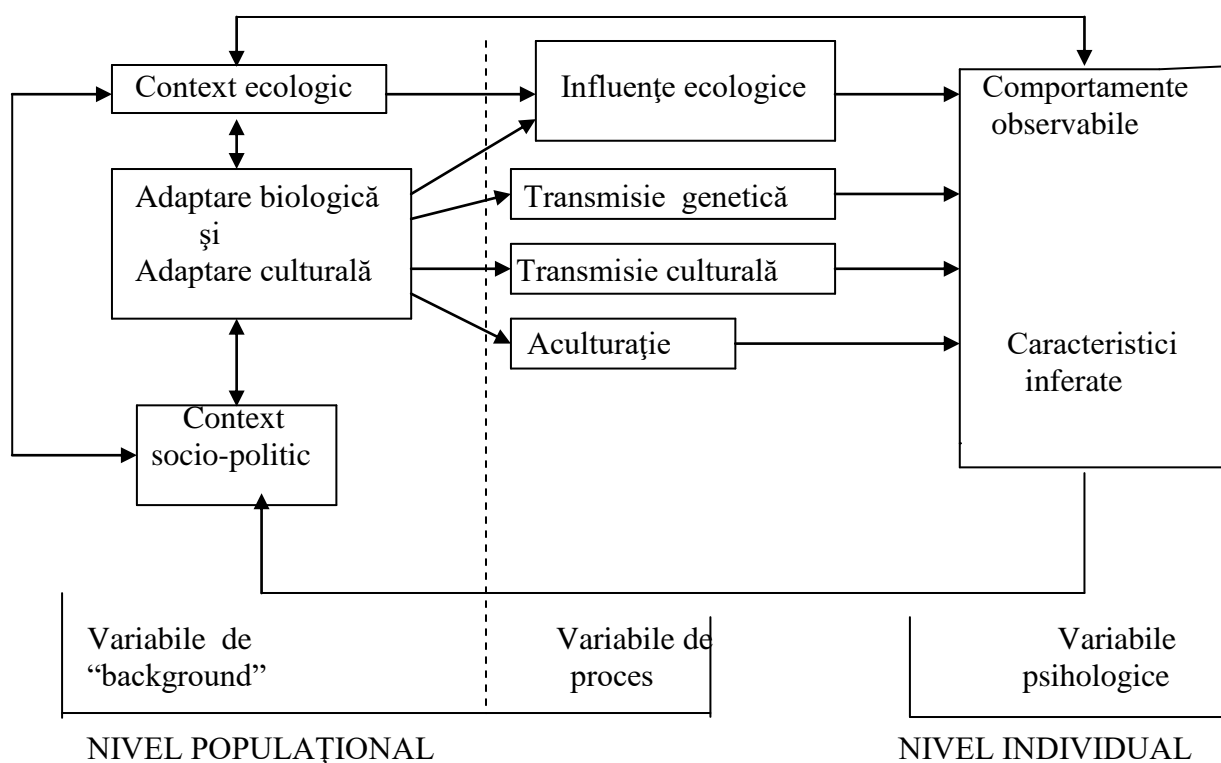 Context ecologic
Influenţe ecologice
Comportamente
observabile
Adaptare biologică
şi
Adaptare culturală
Transmisie genetică
Transmisie culturală
Aculturaţie
Caracteristici
inferate
Context
socio-politic
Variabile de
“background”
Variabile de
proces
Variabile
psihologice
NIVEL POPULAŢIONAL
NIVEL INDIVIDUAL